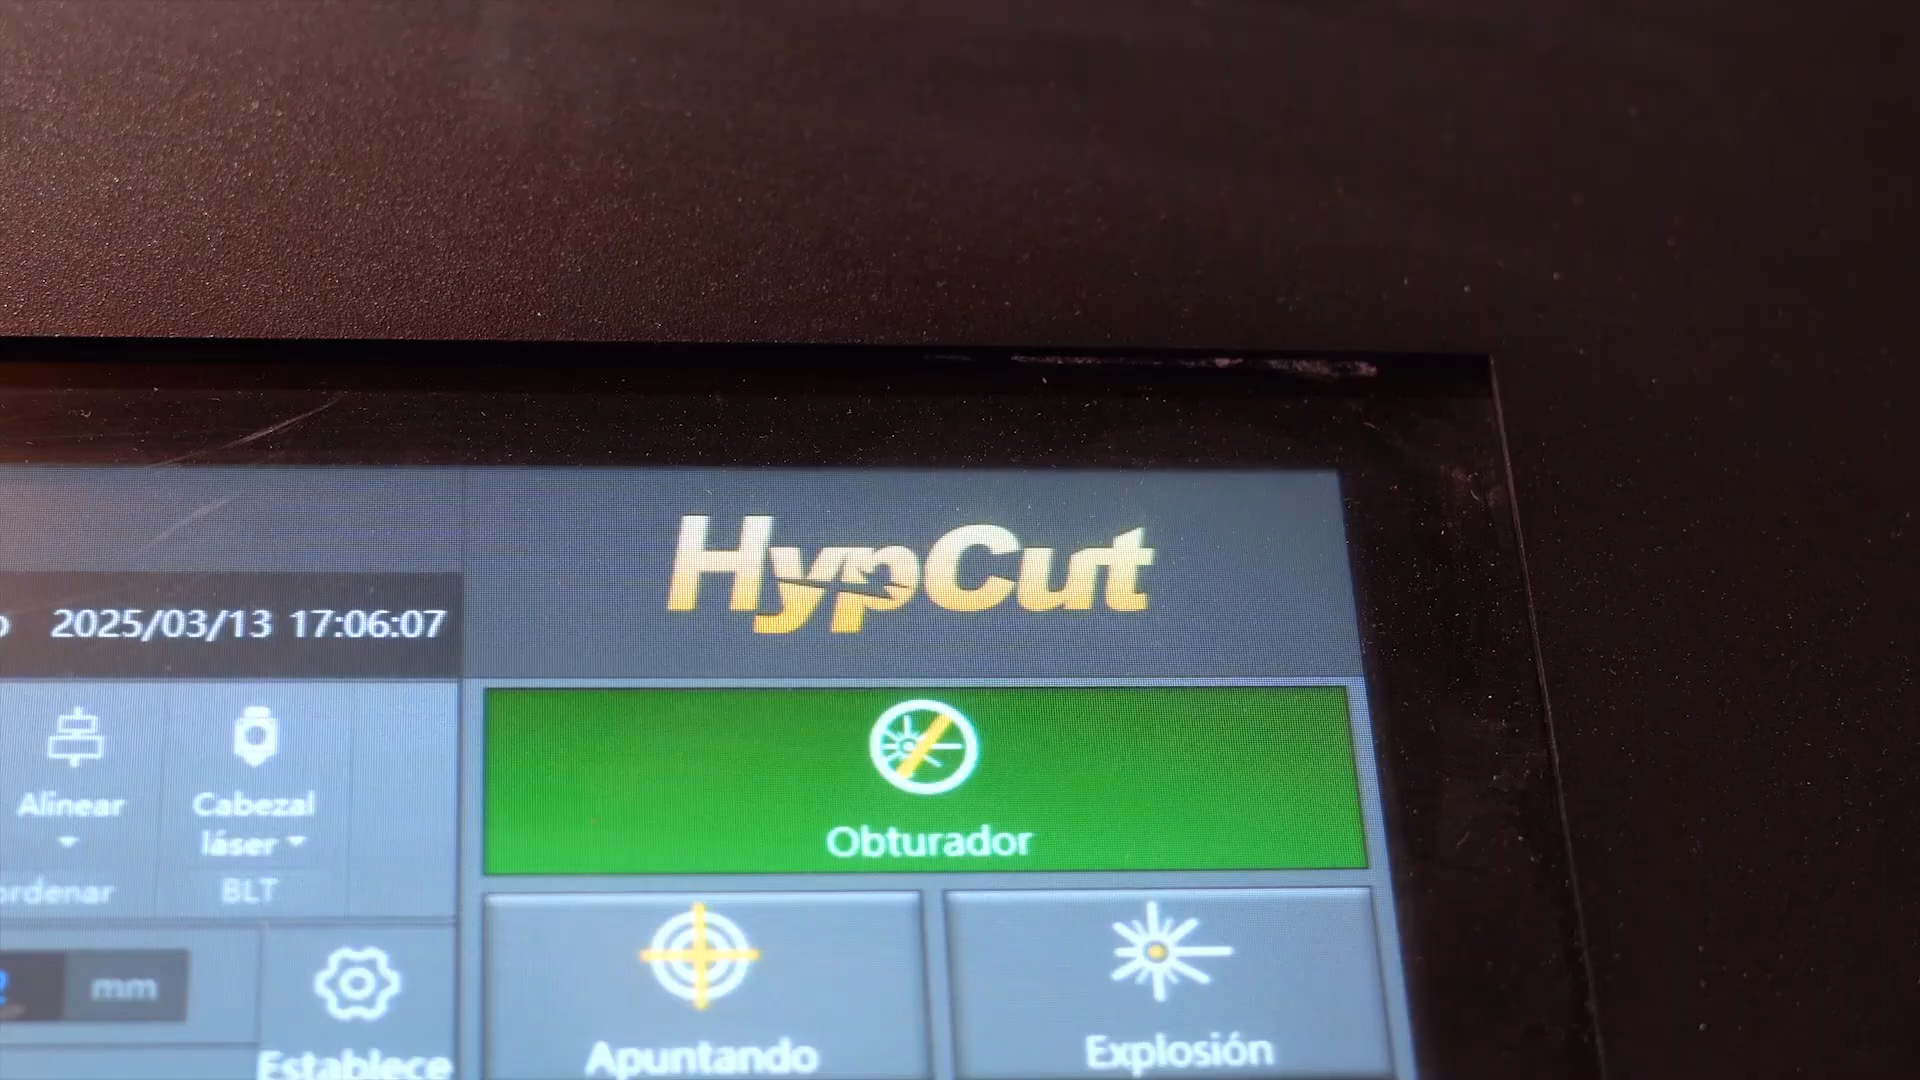 HypCut
2025/03/13 17:06:07
Obturador
Alinear
Cabezal
láser
BLT
mm
Apuntando
Explosión
Establece